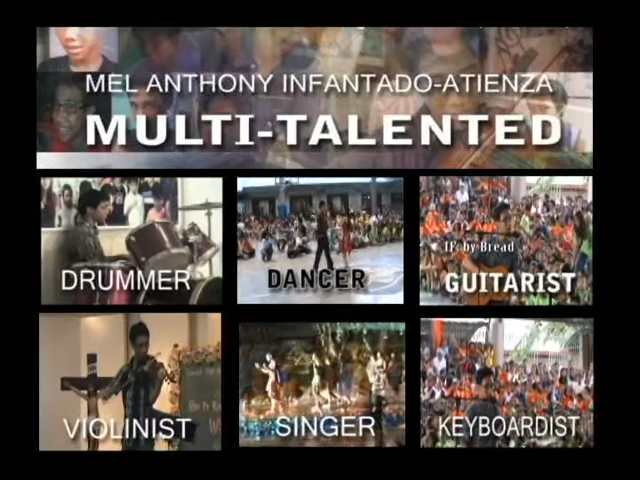 MEL ANTHONY INFANTADO-ATIENZA
MULTI-TALENTED
DRUMMER
DANCER
IF by Bread
GUITARIST
VIOLINIST
SINGER
KEYBOARDIST